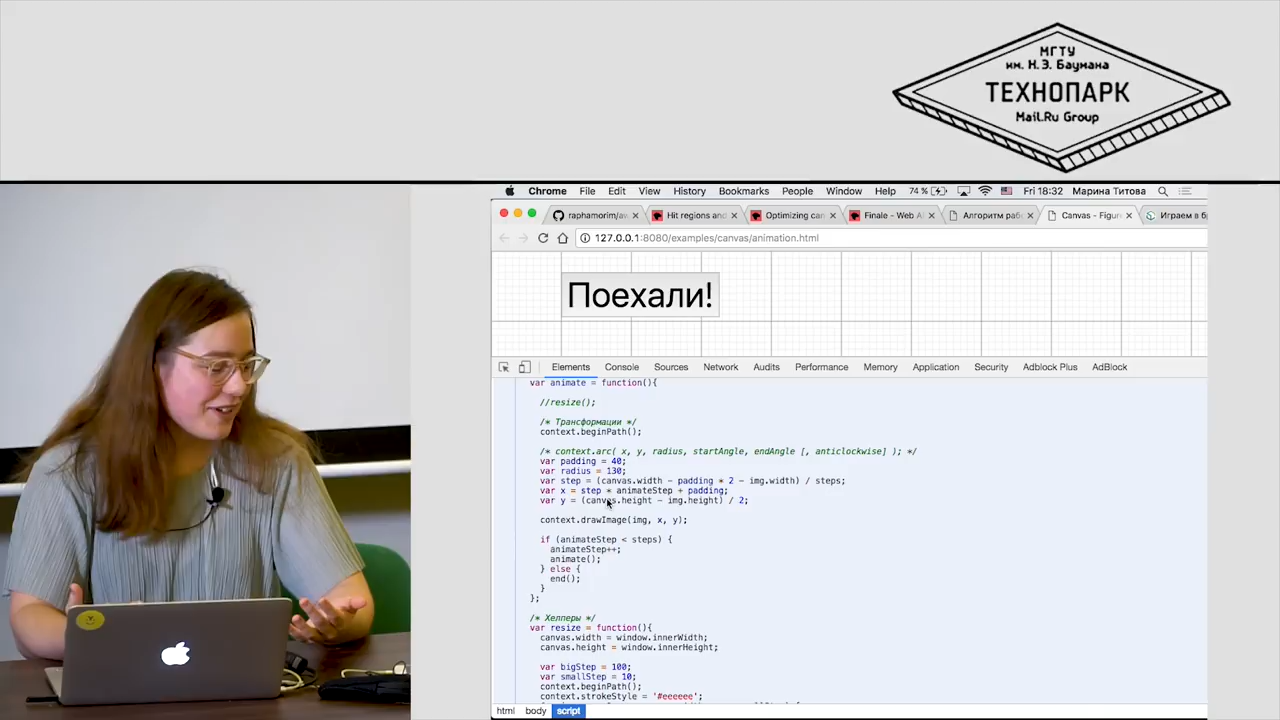 МГТУ
им. Н.Э. Баумана
ТЕХНОПАРК
Mail.Ru Group
Chrome File Edit View History Bookmarks People Window Help 74 % Fri 18:32 Марина Титова
raphamorim/aw Hit regions and Optimizing can Finale - Web A Алгоритм рабо Canvas - Figur Играем в б
127.0.0.1:8080/examples/canvas/animation.html
Поехали!
Elements Console Sources Network Audits Performance Memory Application Security Adblock Plus AdBlock
var animate = function(){
//resize();
/* Трансформации */
context.beginPath();
/* context.arc( x, y, radius, startAngle, endAngle [, anticlockwise] ); */
var padding = 40;
var radius = 130;
var step = (canvas.width - padding * 2 - img.width) / steps;
var x = step * animateStep + padding;
var y = (canvas.height - img.height) / 2;
context.drawImage(img, x, y);
if (animateStep < steps) {
animateStep++;
animate();
} else {
end();
}
};
/* Хелперы */
var resize = function(){
canvas.width = window.innerWidth;
canvas.height = window.innerHeight;
var bigStep = 100;
var smallStep = 10;
context.beginPath();
context.strokeStyle = '#eeeeee';
html body script